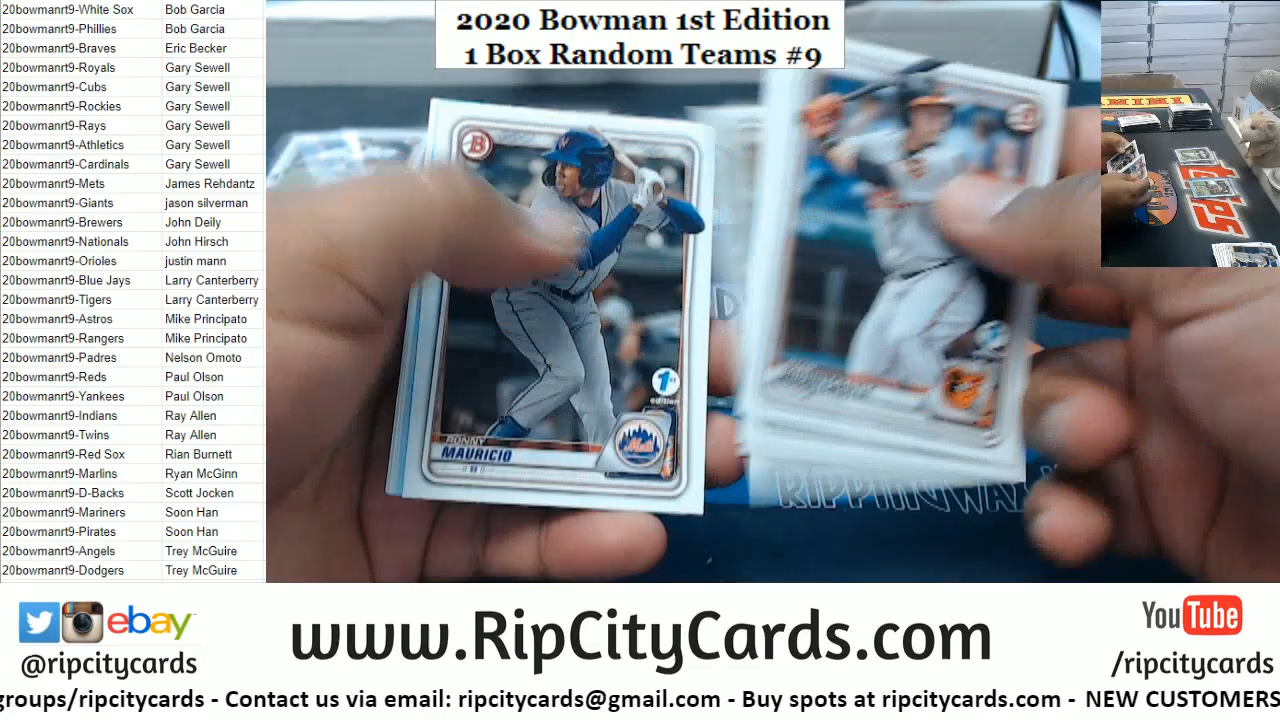 20bowmanrt9-White Sox Bob Garcia
20bowmanrt9-Phillies Bob Garcia
20bowmanrt9-Braves Eric Becker
20bowmanrt9-Royals Gary Sewell
20bowmanrt9-Cubs Gary Sewell
20bowmanrt9-Rockies Gary Sewell
20bowmanrt9-Rays Gary Sewell
20bowmanrt9-Athletics Gary Sewell
20bowmanrt9-Cardinals Gary Sewell
20bowmanrt9-Mets James Rehdantz
20bowmanrt9-Giants jason silverman
20bowmanrt9-Brewers John Deily
20bowmanrt9-Nationals John Hirsch
20bowmanrt9-Orioles justin mann
20bowmanrt9-Blue Jays Larry Canterberry
20bowmanrt9-Tigers Larry Canterberry
20bowmanrt9-Astros Mike Principato
20bowmanrt9-Rangers Mike Principato
20bowmanrt9-Padres Nelson Omoto
20bowmanrt9-Reds Paul Olson
20bowmanrt9-Yankees Paul Olson
20bowmanrt9-Indians Ray Allen
20bowmanrt9-Twins Ray Allen
20bowmanrt9-Red Sox Rian Burnett
20bowmanrt9-Marlins Ryan McGinn
20bowmanrt9-D-Backs Scott Jocken
20bowmanrt9-Mariners Soon Han
20bowmanrt9-Pirates Soon Han
20bowmanrt9-Angels Trey McGuire
20bowmanrt9-Dodgers Trey McGuire
2020 Bowman 1st Edition
1 Box Random Teams #9
B
1st
edition
RONNY
MAURICIO
Mets
RIPPINGWAX
topps
ebay
@ripcitycards
www.RipCityCards.com
YouTube
/ripcitycards
groups/ripcitycards - Contact us via email: ripcitycards@gmail.com - Buy spots at ripcitycards.com - NEW CUSTOMERS